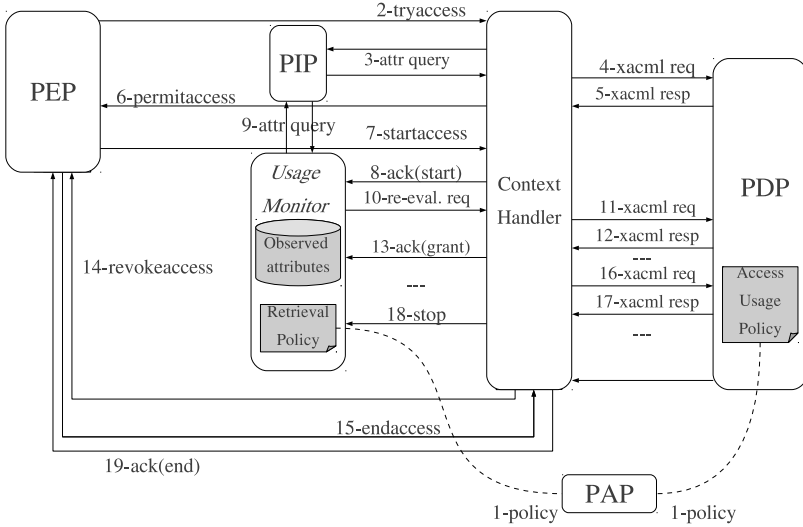 2-tryaccess
PEP
PIP
3-attr query
4-xacml req
5-xacml resp
6-permitaccess
9-attr query
7-startaccess
Usage
Monitor
8-ack(start)
10-re-eval. req
Context
Handler
PDP
11-xacml req
12-xacml resp
---
Observed
attributes
13-ack(grant)
14-revokeaccess
---
16-xacml req
17-xacml resp
---
Access
Usage
Policy
Retrieval
Policy
18-stop
15-endaccess
19-ack(end)
PAP
1-policy
1-policy